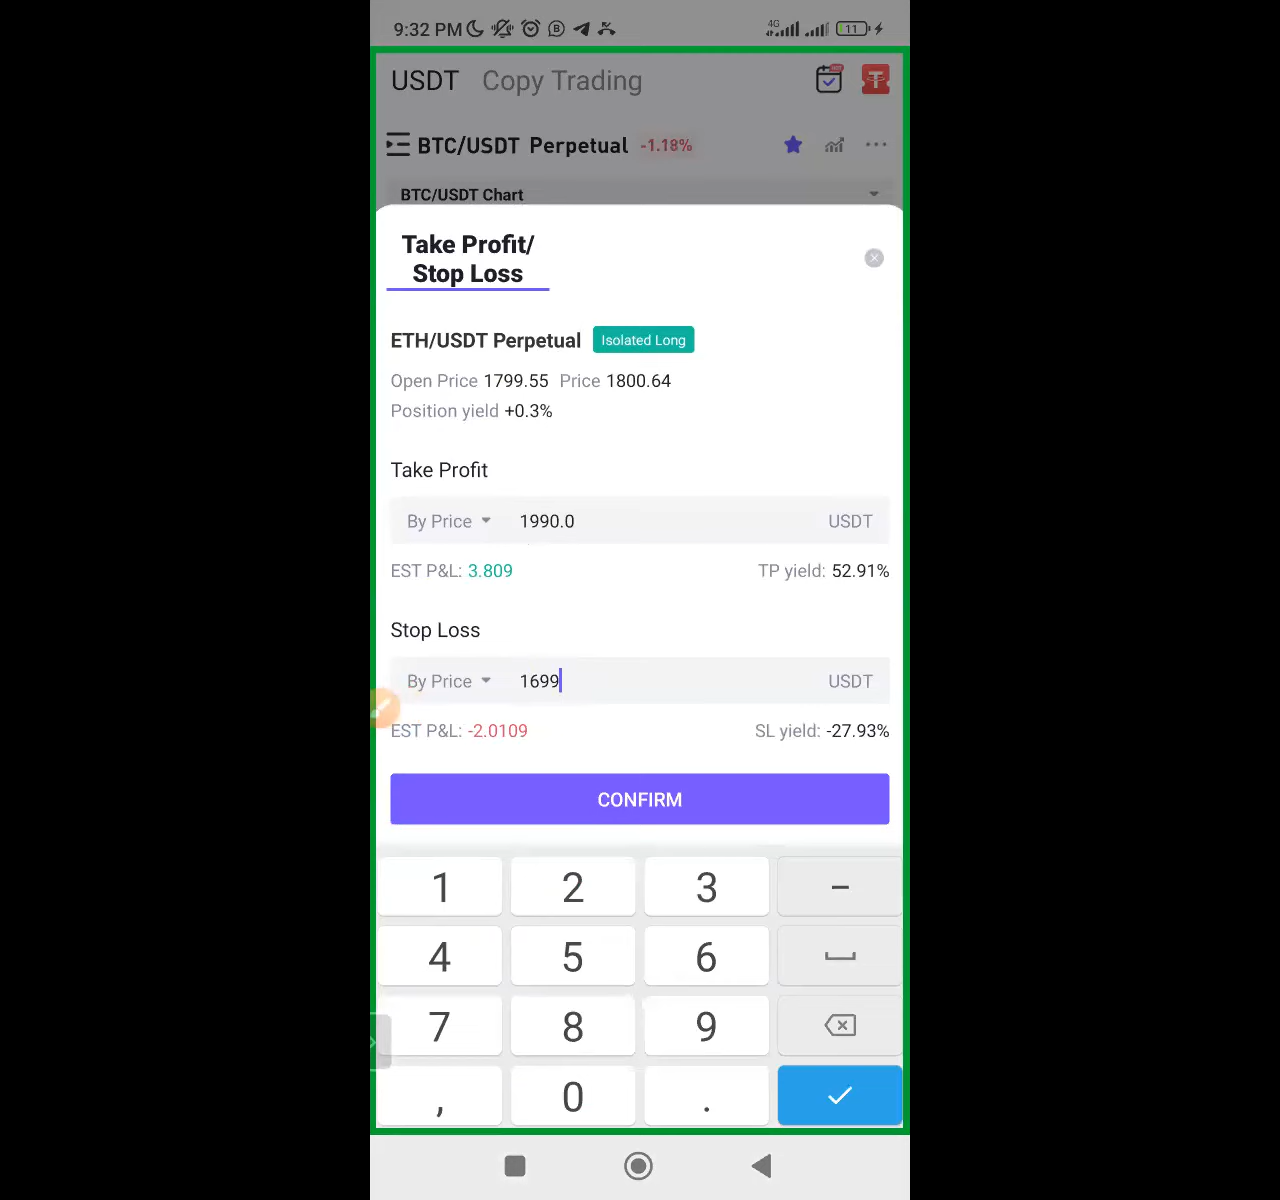 9:32 PM
4G
11
USDT Copy Trading
BTC/USDT Perpetual -1.18%
BTC/USDT Chart
Take Profit/
Stop Loss
ETH/USDT Perpetual Isolated Long
Open Price 1799.55 Price 1800.64
Position yield +0.3%
Take Profit
By Price 1990.0 USDT
EST P&L: 3.809 TP yield: 52.91%
Stop Loss
By Price 1699 USDT
EST P&L: -2.0109 SL yield: -27.93%
CONFIRM
1 2 3 –
4 5 6
7 8 9
, 0 .